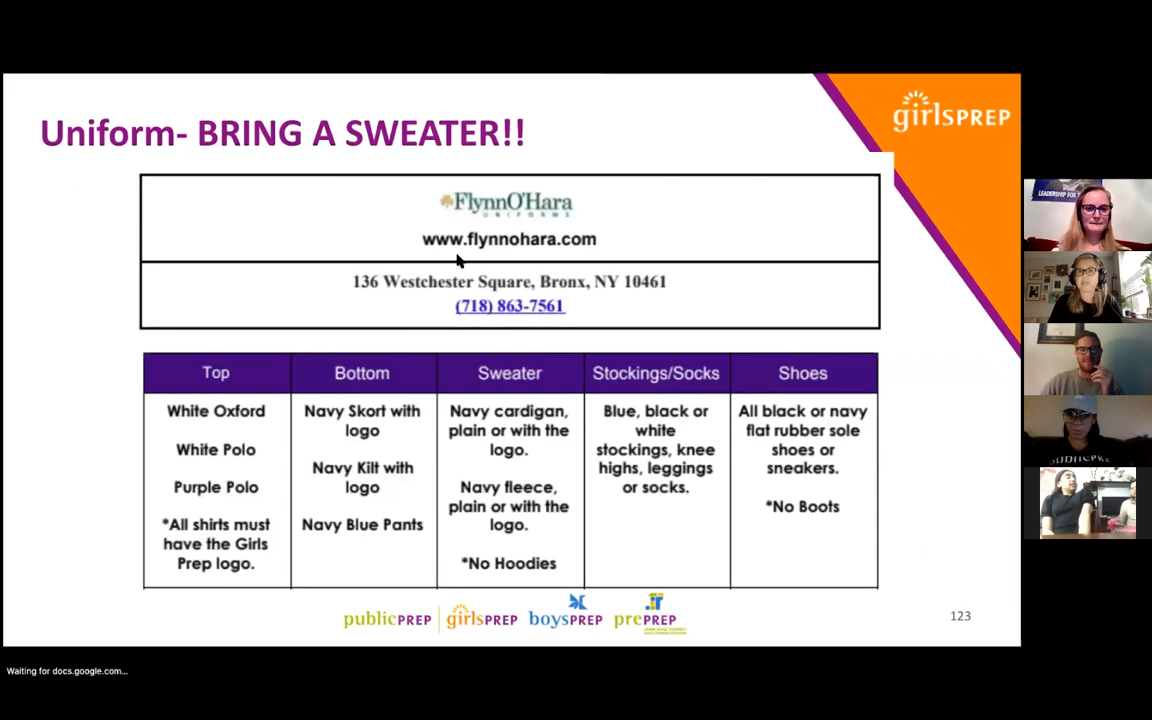 Uniform- BRING A SWEATER!!
girlsPREP
FlynnO'Hara
UNIFORMS
www.flynnohara.com
136 Westchester Square, Bronx, NY 10461
(718) 863-7561
Top
Bottom
Sweater
Stockings/Socks
Shoes
White Oxford
White Polo
Purple Polo
*All shirts must
have the Girls
Prep logo.
Navy Skort with
logo
Navy Kilt with
logo
Navy Blue Pants
Navy cardigan,
plain or with the
logo.
Navy fleece,
plain or with the
logo.
*No Hoodies
Blue, black or
white
stockings, knee
highs, leggings
or socks.
All black or navy
flat rubber sole
shoes or
sneakers.
*No Boots
publicPREP
girlsPREP
boysPREP
prePREP
123
LEADERSHIP FOR
Waiting for docs.google.com...